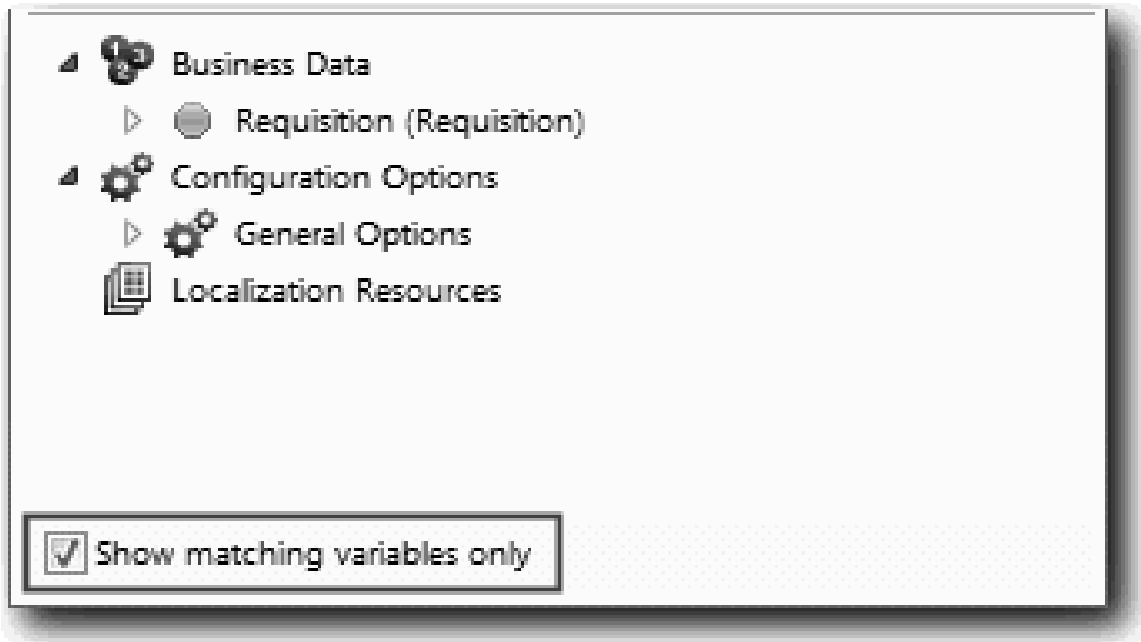 Business Data
Requisition (Requisition)
Configuration Options
General Options
Localization Resources
Show matching variables only